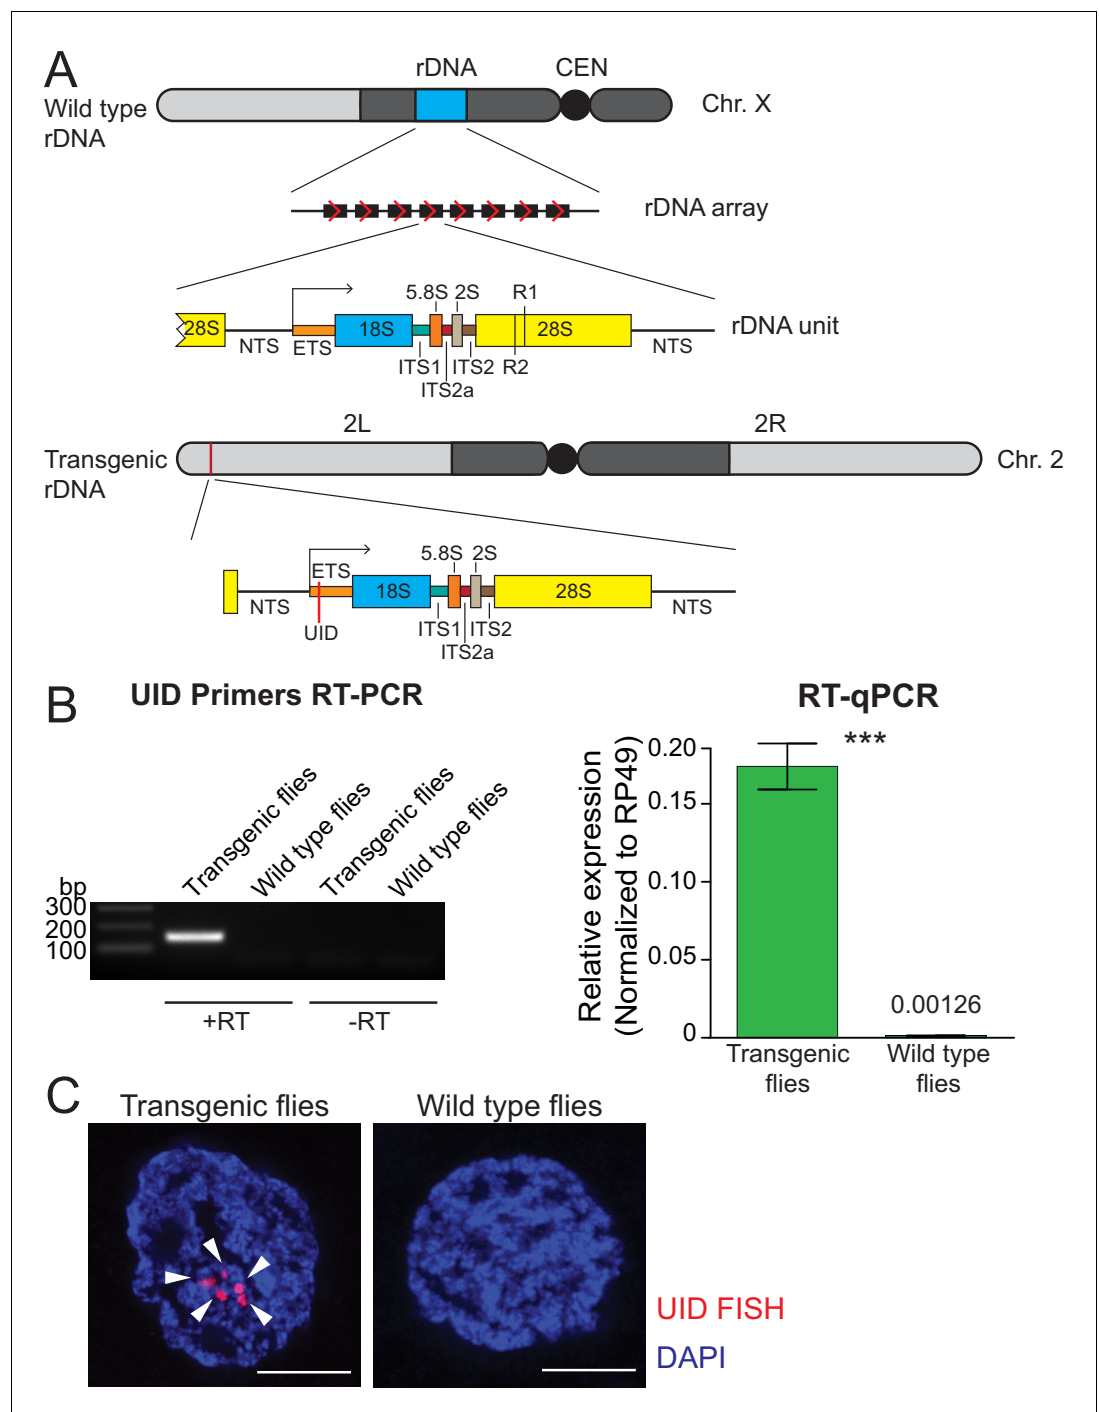 A
rDNA CEN
Wild type
rDNA
Chr. X
rDNA array
5.8S 2S R1
28S 18S 28S
rDNA unit
NTS ETS NTS
ITS1 ITS2 R2
ITS2a
2L 2R
Transgenic
rDNA
Chr. 2
5.8S 2S
ETS
18S 28S
NTS NTS
UID ITS1 ITS2
ITS2a
B
UID Primers RT-PCR
Transgenic flies
Wild type flies
Transgenic flies
Wild type flies
bp
300
200
100
+RT -RT
RT-qPCR
***
Relative expression
(Normalized to RP49)
0.20
0.15
0.10
0.05
0
0.00126
Transgenic
flies
Wild type
flies
C
Transgenic flies Wild type flies
UID FISH
DAPI